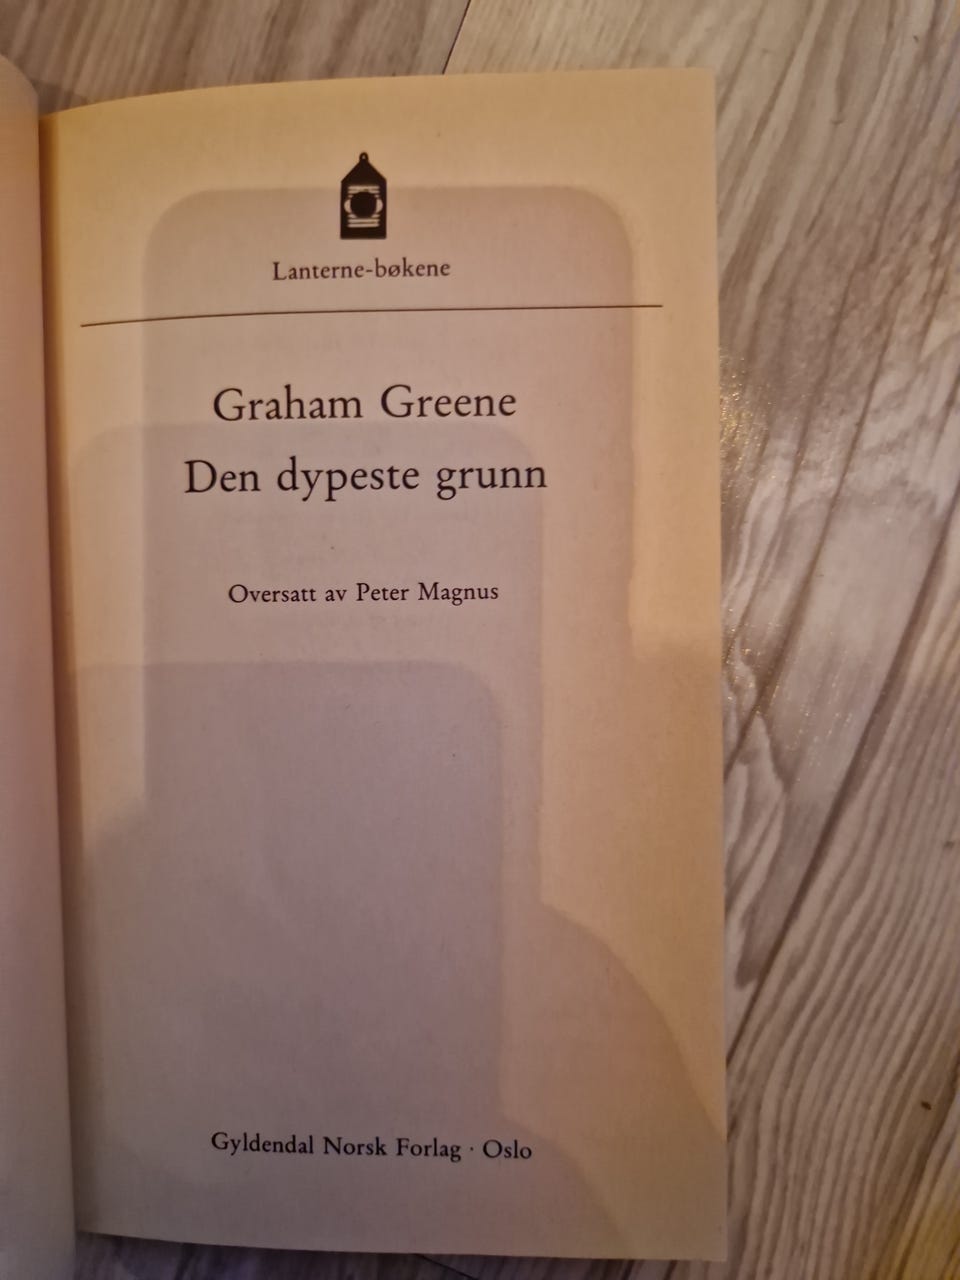 Lanterne-bøkene
Graham Greene
Den dypeste grunn
Oversatt av Peter Magnus
Gyldendal Norsk Forlag · Oslo